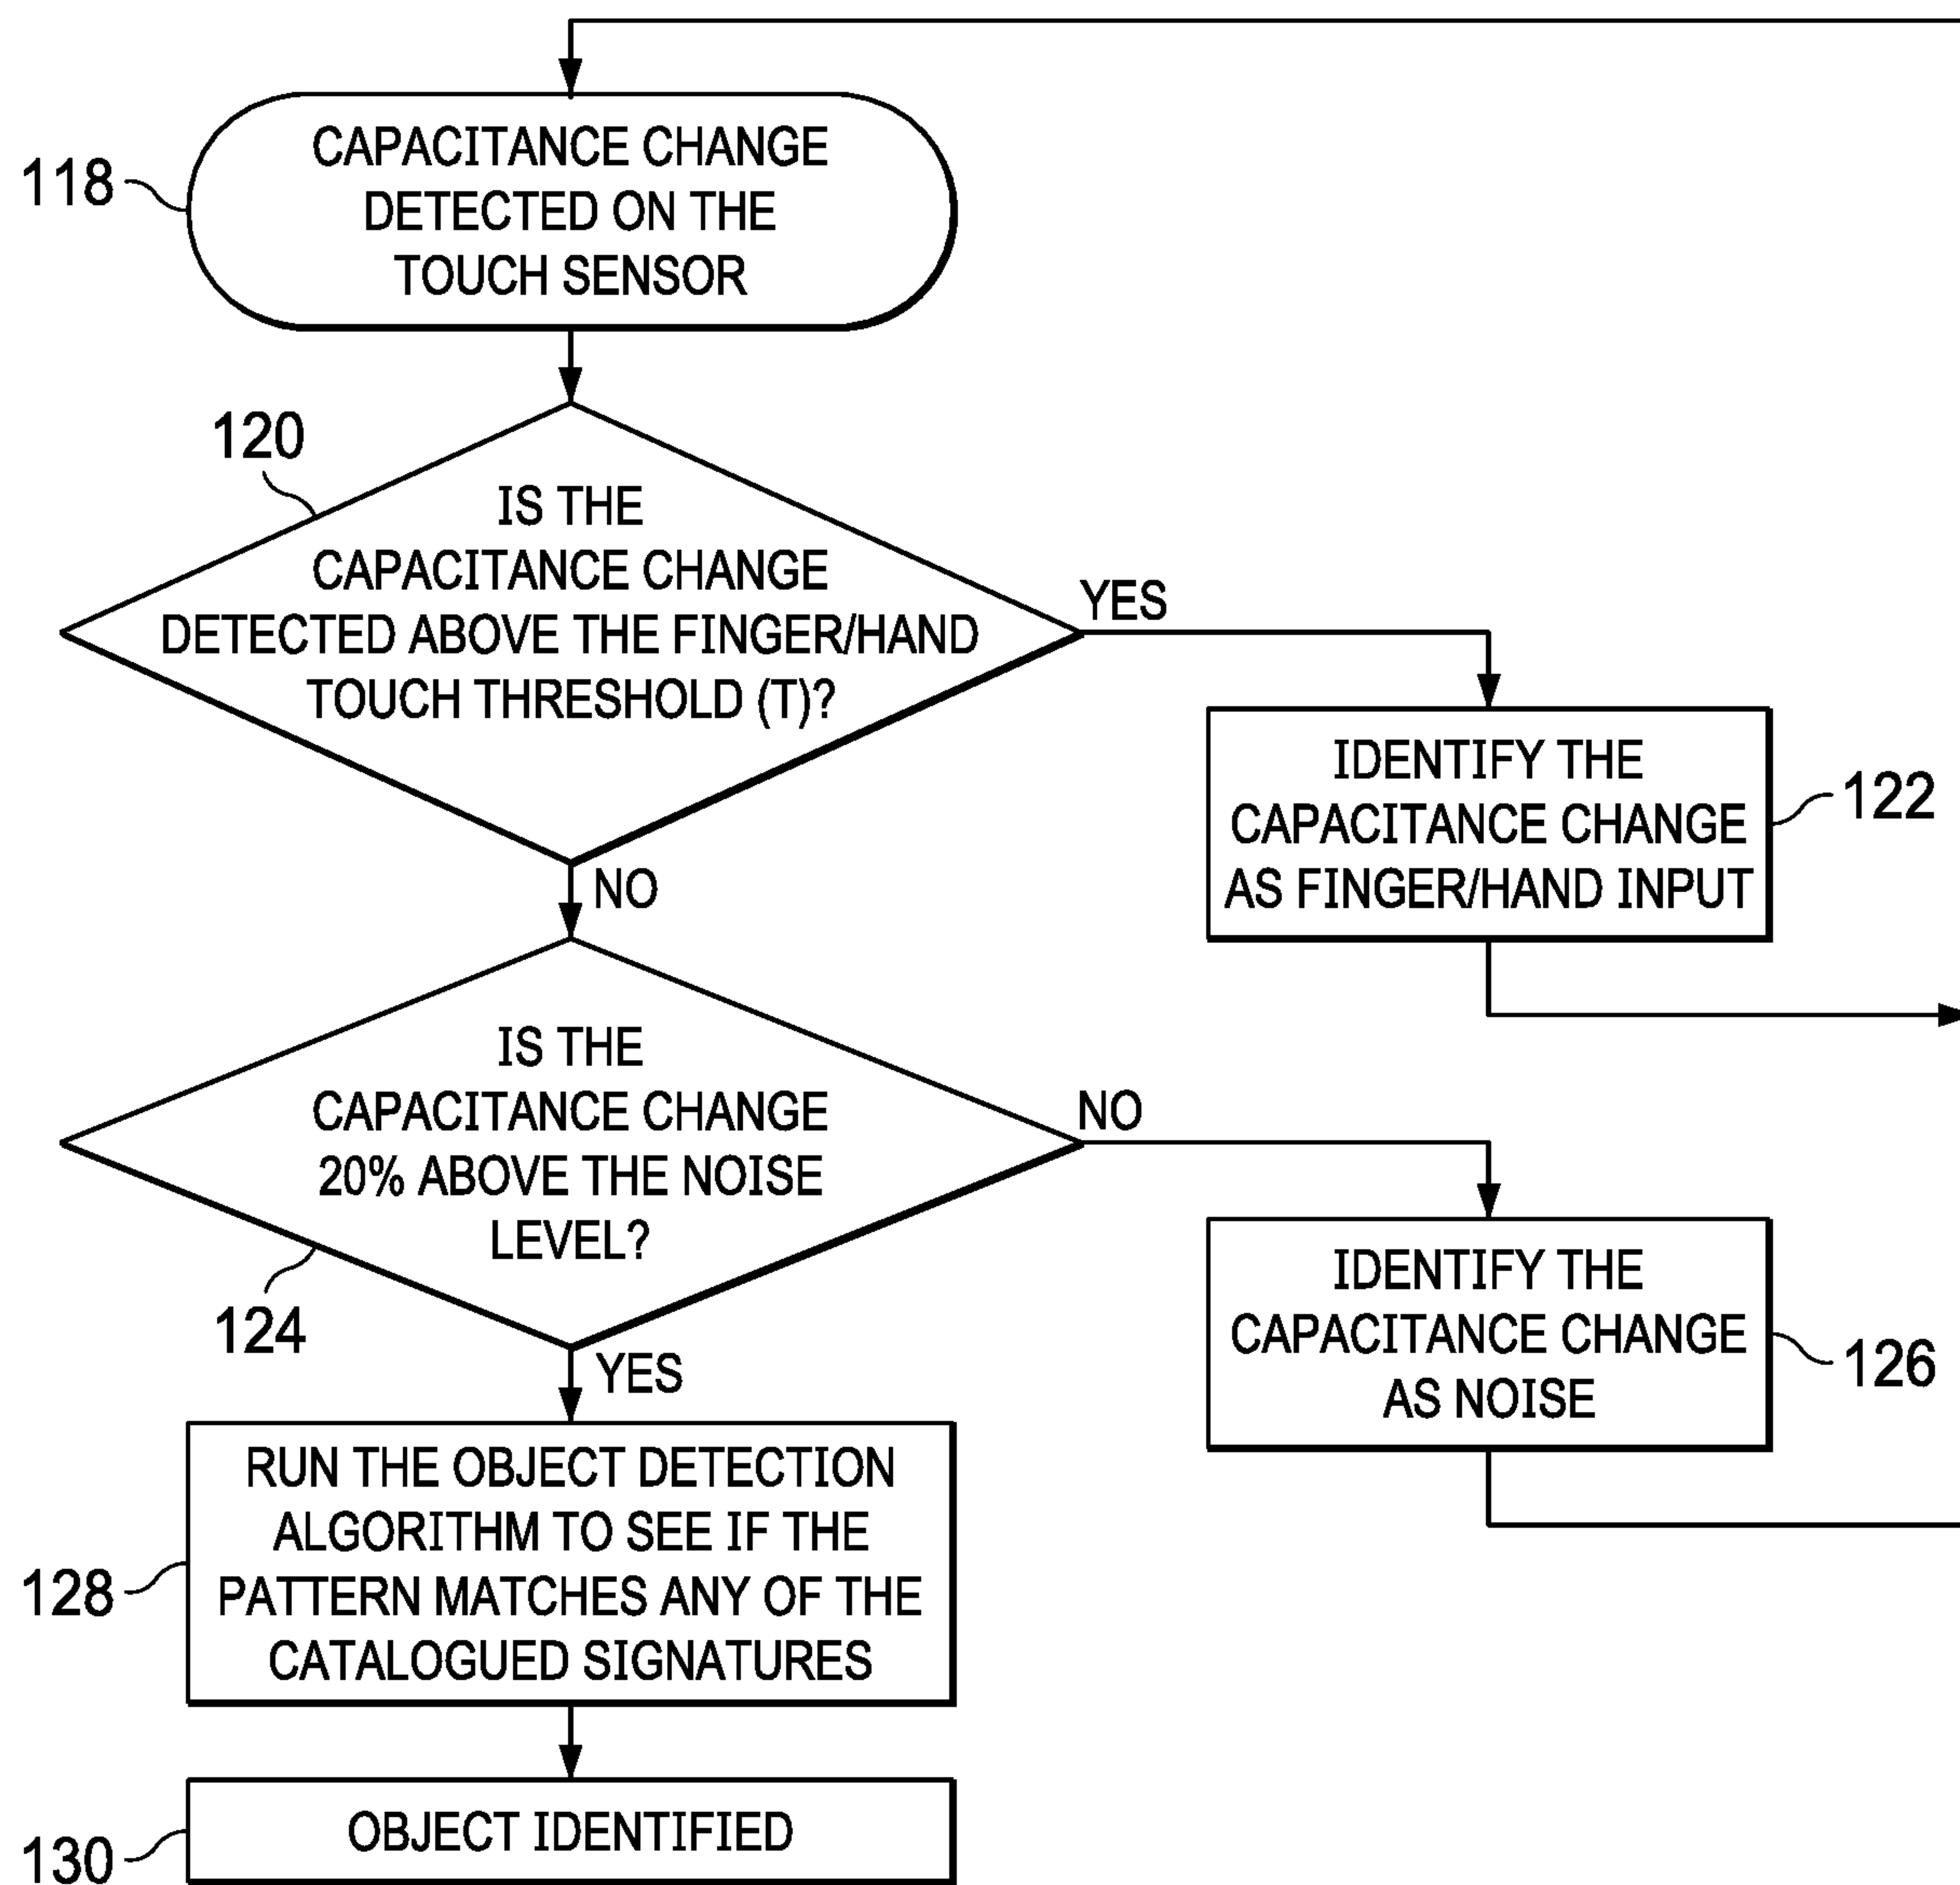 118
CAPACITANCE CHANGE
DETECTED ON THE
TOUCH SENSOR
120
IS THE
CAPACITANCE CHANGE
DETECTED ABOVE THE FINGER/HAND
TOUCH THRESHOLD (T)?
YES
NO
IDENTIFY THE
CAPACITANCE CHANGE
AS FINGER/HAND INPUT
122
IS THE
CAPACITANCE CHANGE
20% ABOVE THE NOISE
LEVEL?
124
NO
YES
IDENTIFY THE
CAPACITANCE CHANGE
AS NOISE
126
RUN THE OBJECT DETECTION
ALGORITHM TO SEE IF THE
PATTERN MATCHES ANY OF THE
CATALOGUED SIGNATURES
128
OBJECT IDENTIFIED
130